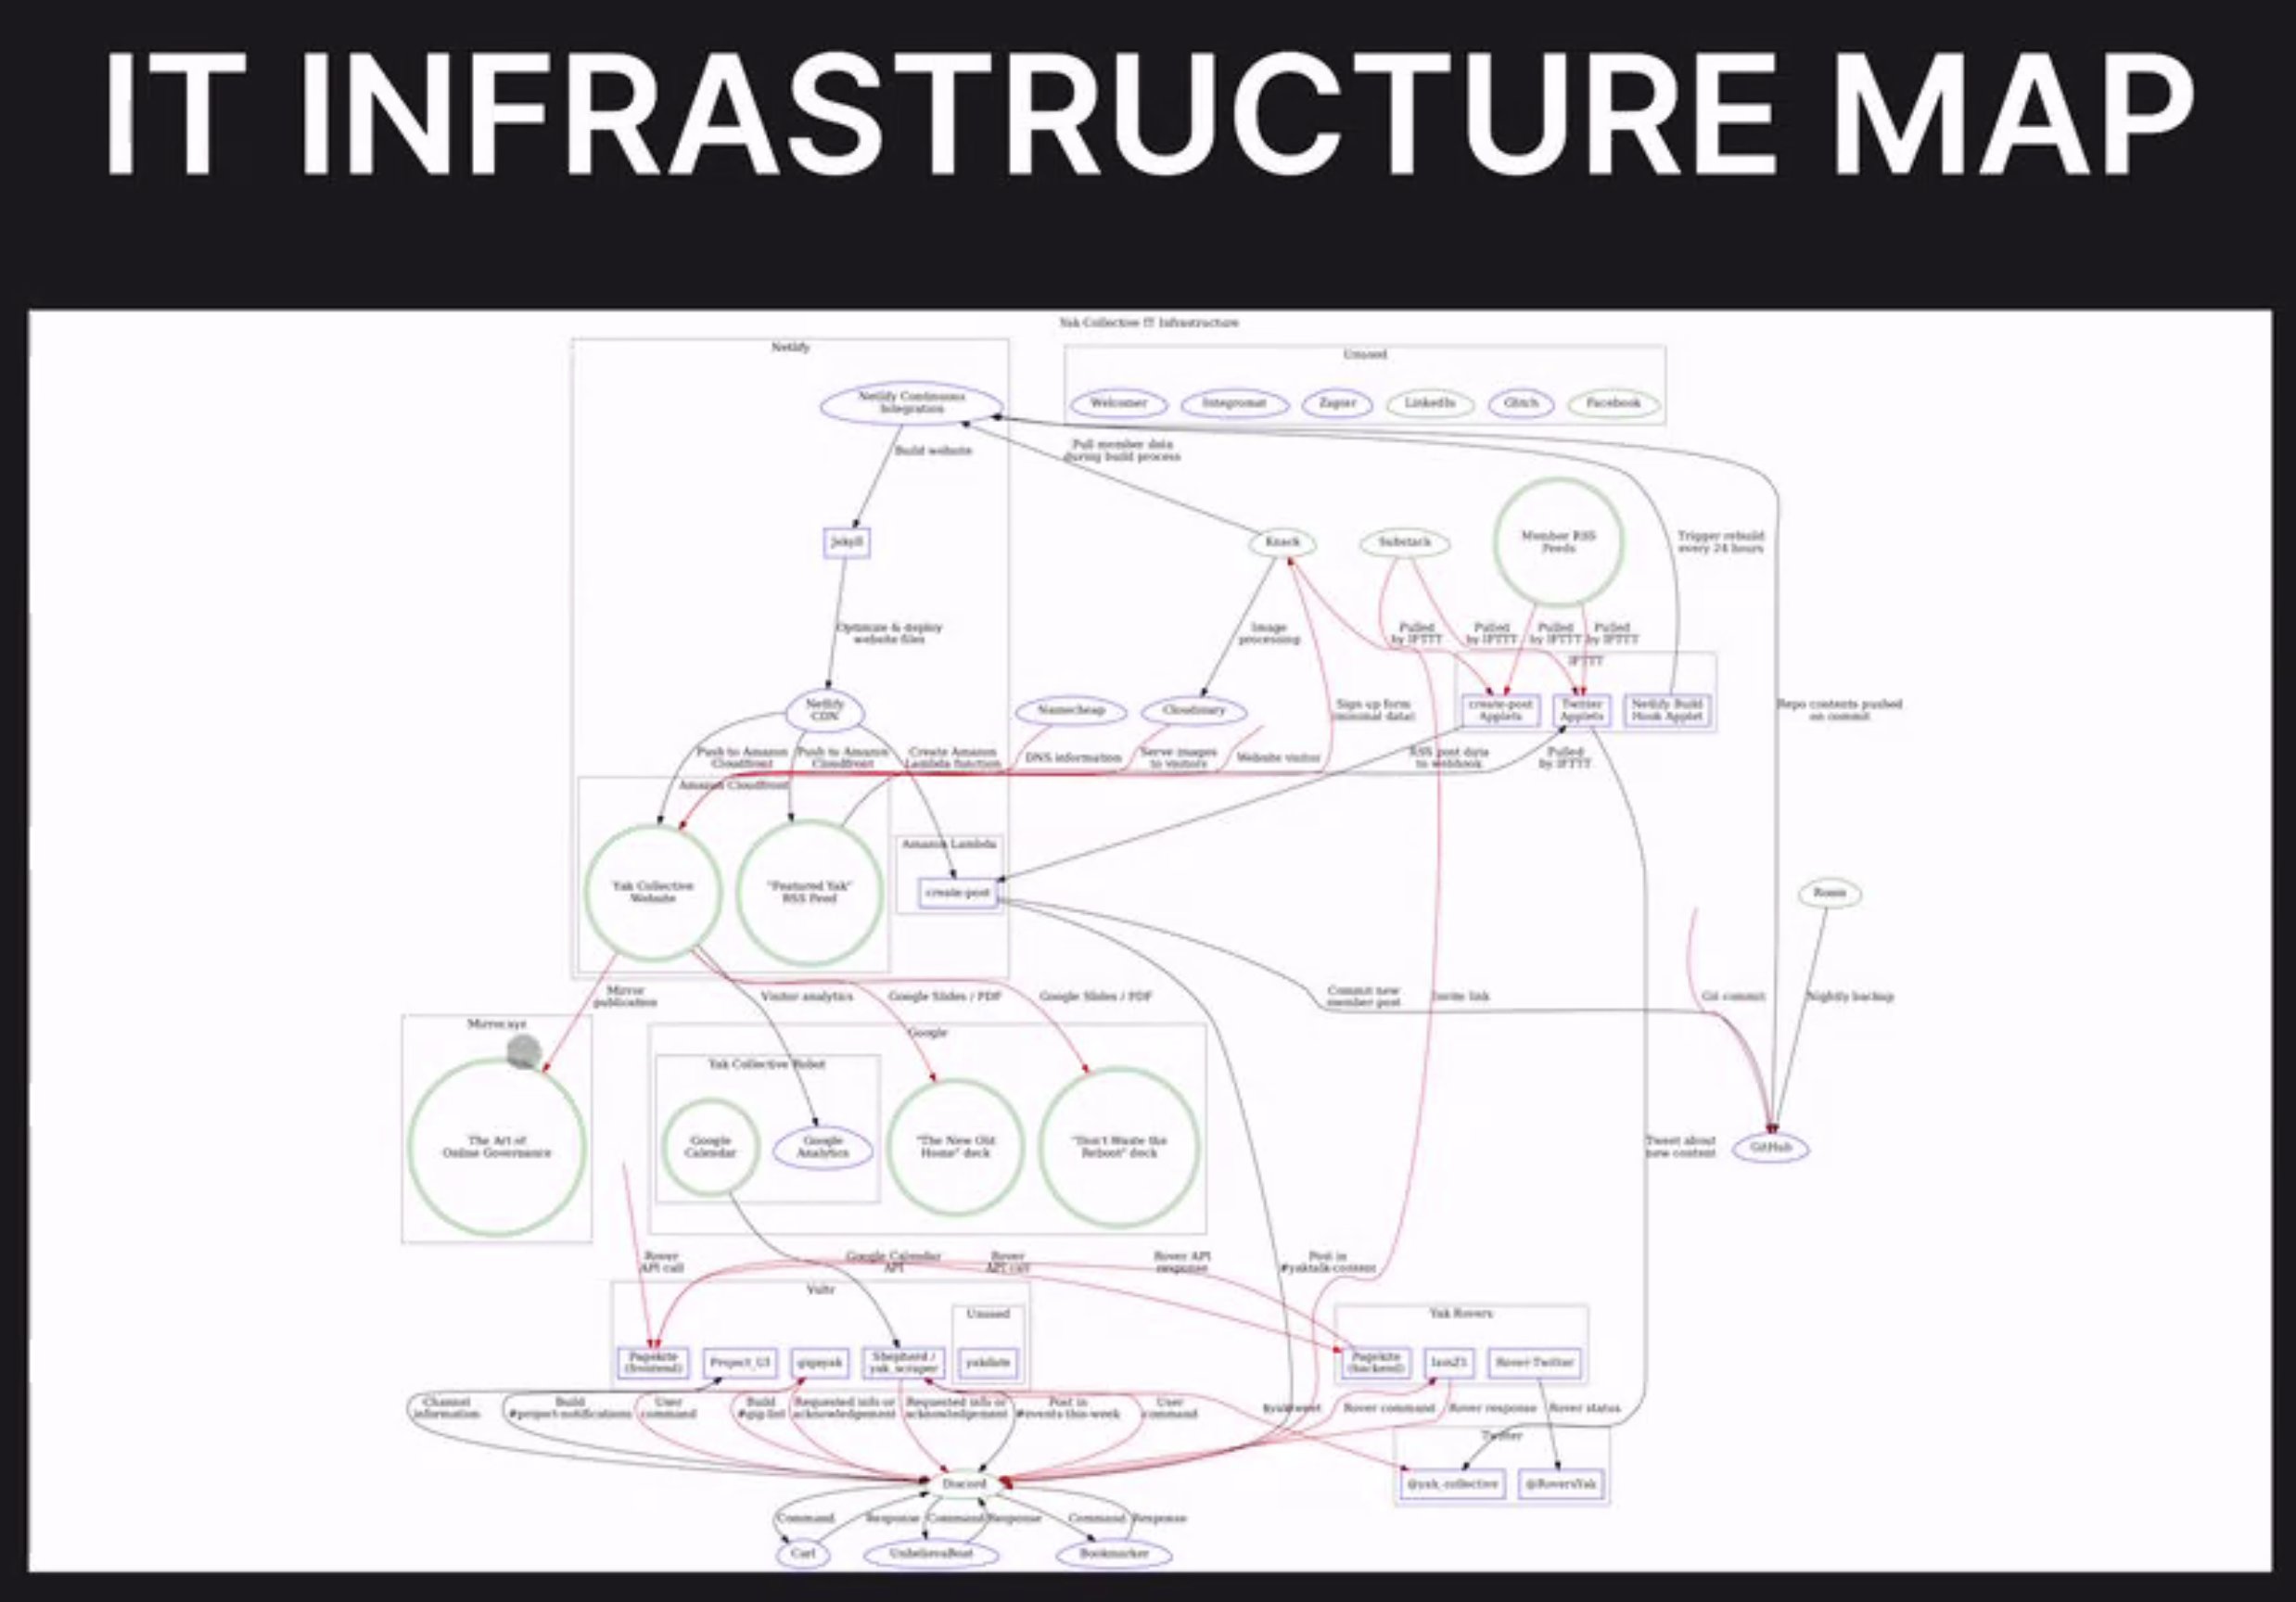 IT INFRASTRUCTURE MAP
Yak Collective IT Infrastructure
Netlify
Unused
Netlify Continuous
Integration
Welcomer
Integromat
Zapier
LinkedIn
Glitch
Facebook
Build website
Pull member data
during build process
Jekyll
Knack
Substack
Member RSS
Feeds
Trigger rebuild
every 24 hours
Optimize & deploy
website files
Image
processing
Pulled
by IFTTT
Pulled
by IFTTT
Pulled
by IFTTT
Pulled
by IFTTT
IFTTT
Netlify
CDN
Namecheap
Cloudinary
Sign up form
(minimal data)
create-post
Applets
Twitter
Applets
Netlify Build
Hook Applet
Repo contents pushed
on commit
Push to Amazon
Cloudfront
Push to Amazon
Cloudfront
Create Amazon
Lambda function
DNS information
Serve images
to visitors
Website visitor
RSS post data
to webhook
Pulled
by IFTTT
Amazon Cloudfront
Amazon Lambda
Yak Collective
Website
"Featured Yak"
RSS Feed
create-post
Roam
Mirror
publication
Visitor analytics
Google Slides / PDF
Google Slides / PDF
Commit new
member post
Invite link
Git commit
Nightly backup
Mirror.xyz
Google
Yak Collective Robot
The Art of
Online Governance
Google
Calendar
Google
Analytics
"The New Old
Home" deck
"Don't Waste the
Reboot" deck
Tweet about
new content
GitHub
Rover
API call
Google Calendar
API
Rover
API call
Rover API
response
Post in
#yaktalk-content
Vultr
Unused
Yak Rovers
Pagekite
(frontend)
Project_UI
gigayak
Shepherd /
yak_scraper
yakdate
Pagekite
(backend)
Rover-Twitter
Channel
information
Build
#project-notifications
User
command
Build
#gig-list
Requested info or
acknowledgement
Requested info or
acknowledgement
Post in
#events-this-week
User
command
Rover command
Rover response
Rover status
Twitter
Discord
@yak_collective
@RoversYak
Command
Response
Command
Response
Command
Response
Carl
UnbelievaBoat
Bookmarker